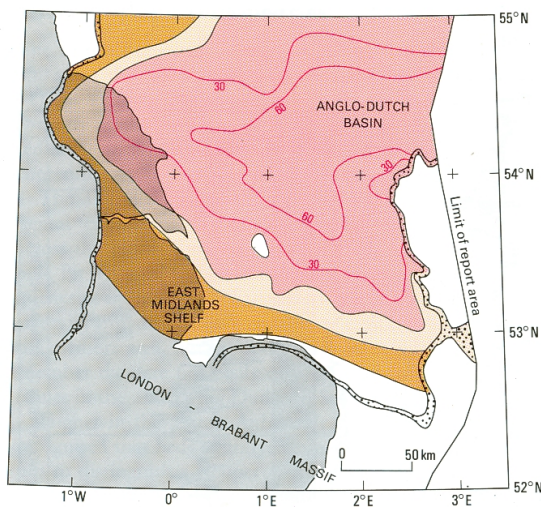 55°N
30
60
ANGLO-DUTCH
BASIN
30
54°N
60
30
Limit of report area
EAST
MIDLANDS
SHELF
53°N
LONDON - BRABANT MASSIF
0 50 km
52°N
1°W 0° 1°E 2°E 3°E